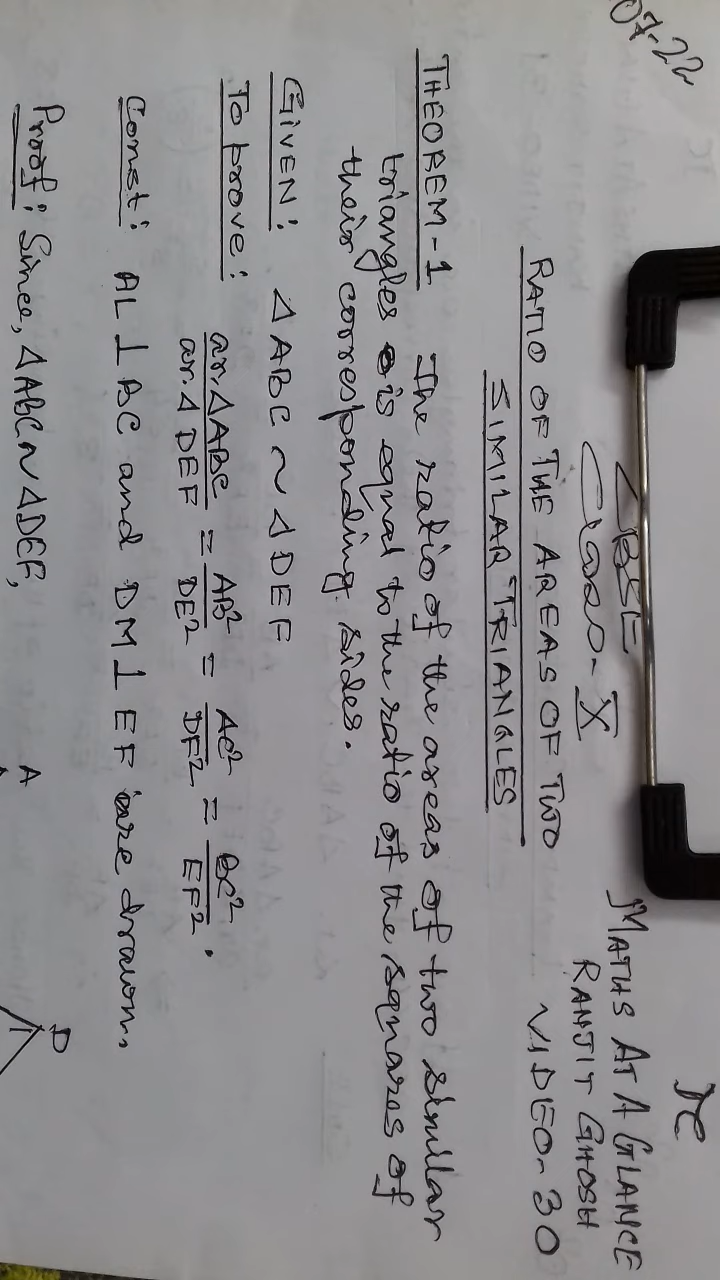 07-22
CBSE
Class - X
MATHS AT A GLANCE
RANJIT GHOSH
VIDEO - 30
RATIO OF THE AREAS OF TWO
SIMILAR TRIANGLES
THEOREM-1 The ratio of the areas of two similar
triangles is equal to the ratio of the squares of
their corresponding sides.
GIVEN: Δ ABC ~ Δ DEF
To prove: ar. Δ ABC / ar. Δ DEF = AB² / DE² = AC² / DF² = BC² / EF².
Const: AL ⊥ BC and DM ⊥ EF are drawn.
Proof: Since, Δ ABC ~ Δ DEF,
A
D